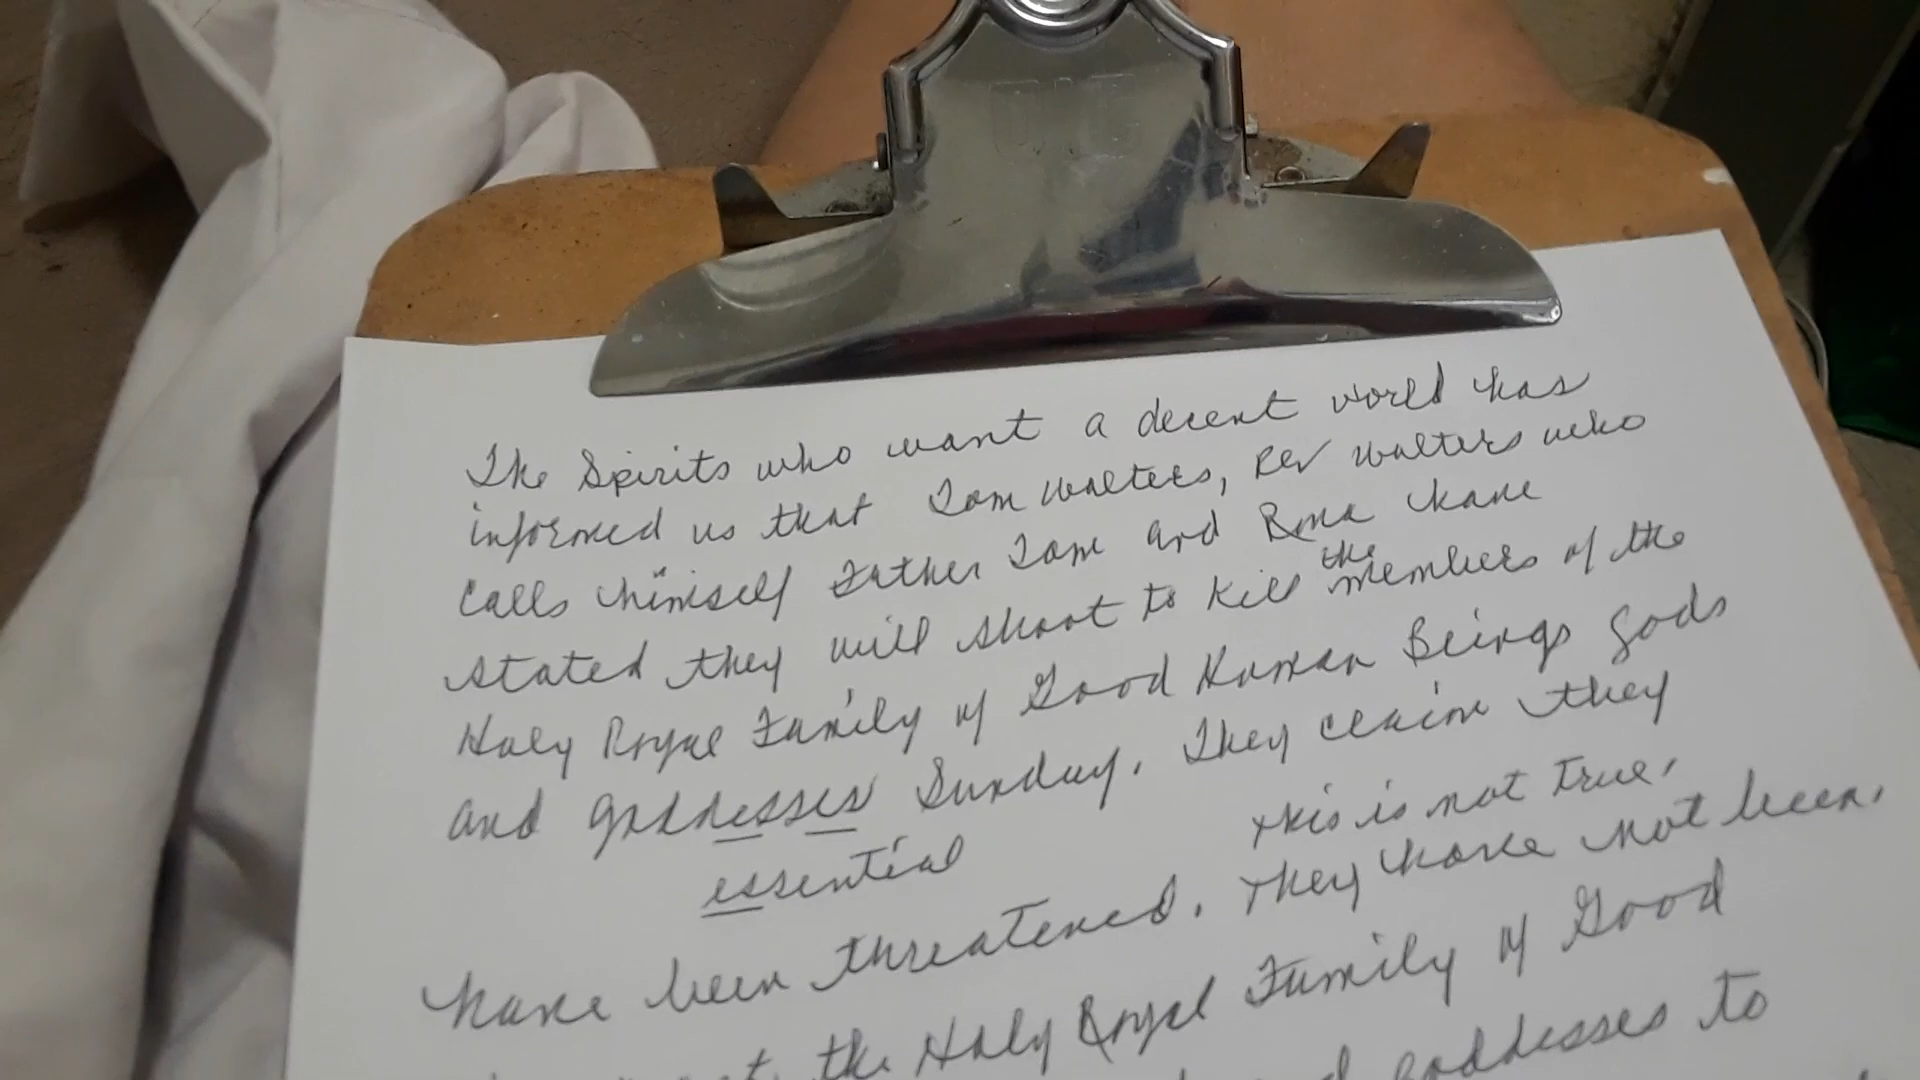 The Spirits who want a decent world has
informed us that Tom Walters, Rev Walters who
calls himself Father Tom and Rona have
stated they will shoot to kill the members of the
Holy Royal Family of Good Human Beings gods
and goddesses Sunday. They claim they
essential
this is not true.
have been threatened. They have not been.
the Holy Royal Family of Good
goddesses to